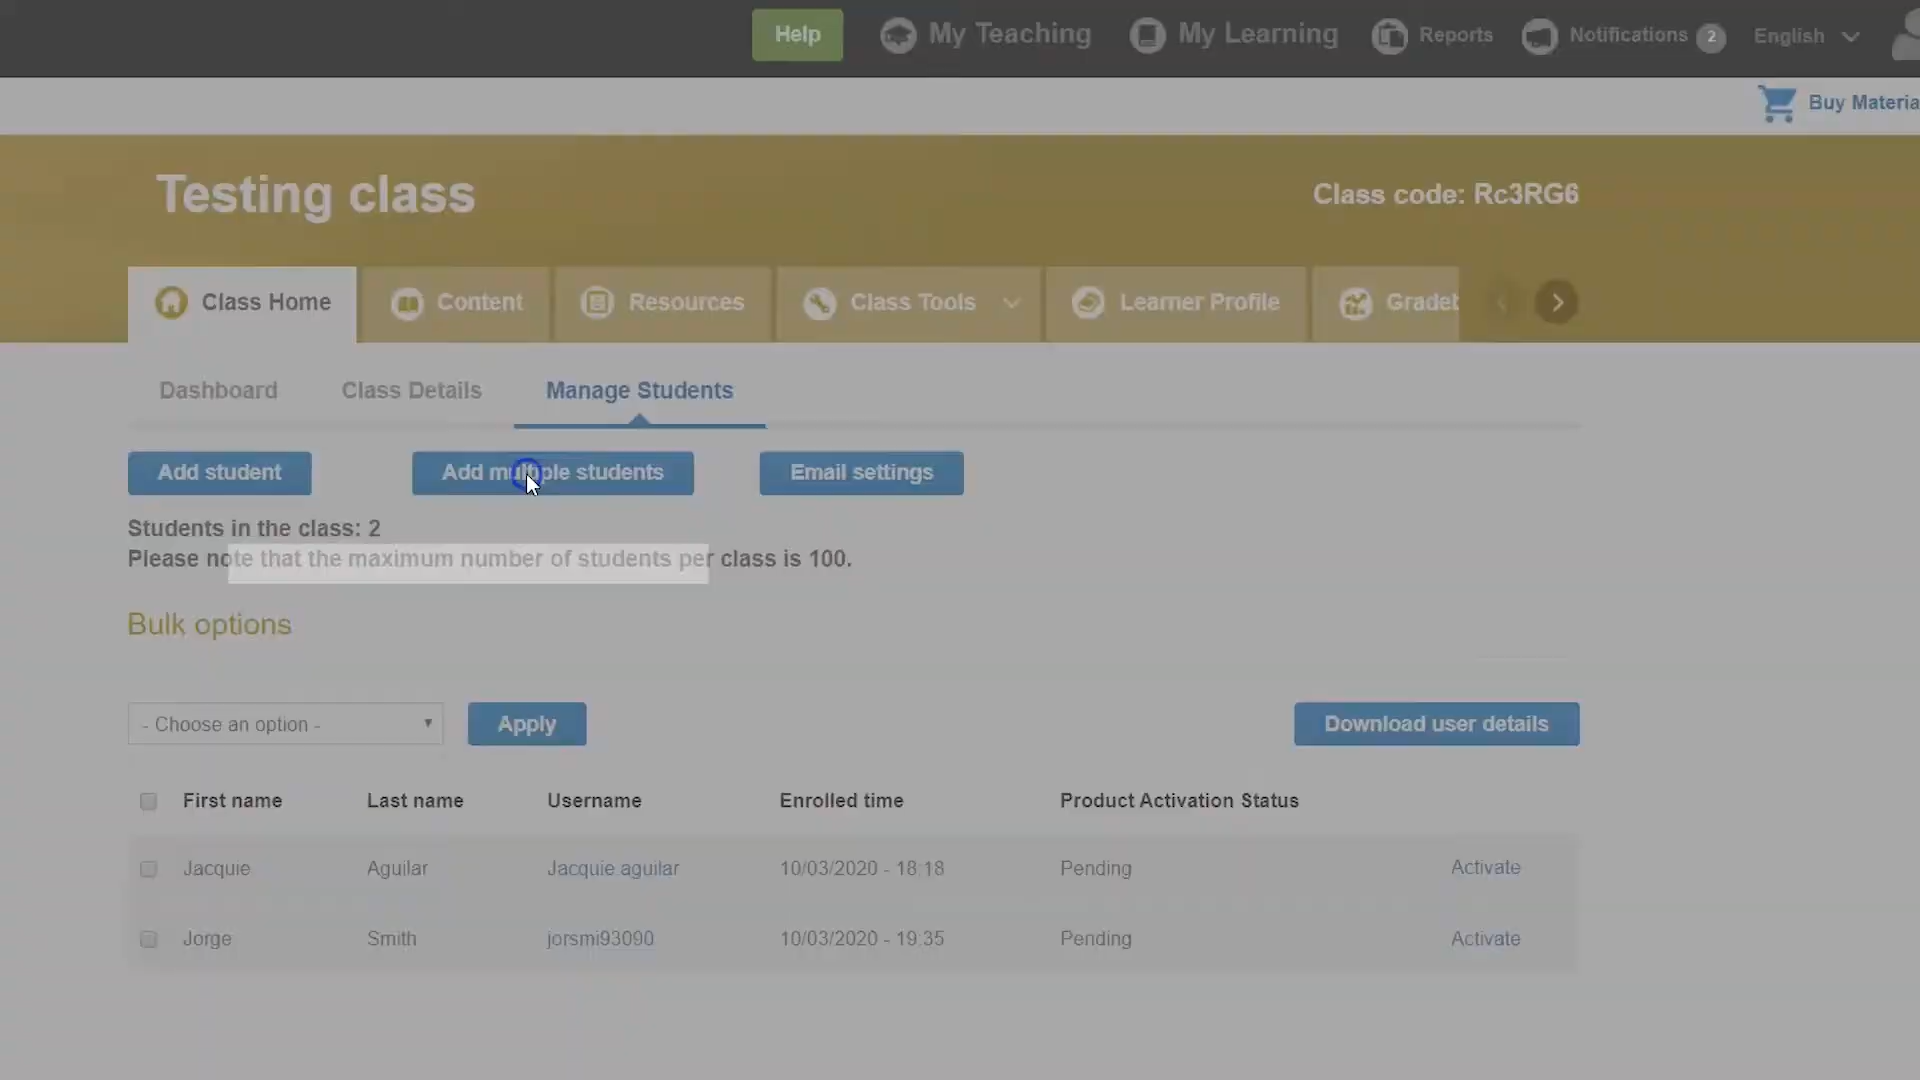 Help My Teaching My Learning Reports Notifications 2 English
Buy Materia
Testing class
Class code: Rc3RG6
Class Home Content Resources Class Tools Learner Profile Gradeb
Dashboard Class Details Manage Students
Add student Add multiple students Email settings
Students in the class: 2
Please note that the maximum number of students per class is 100.
Bulk options
- Choose an option - Apply Download user details
First name Last name Username Enrolled time Product Activation Status
Jacquie Aguilar Jacquie.aguilar 10/03/2020 - 18:18 Pending Activate
Jorge Smith jorsmi93090 10/03/2020 - 19:35 Pending Activate